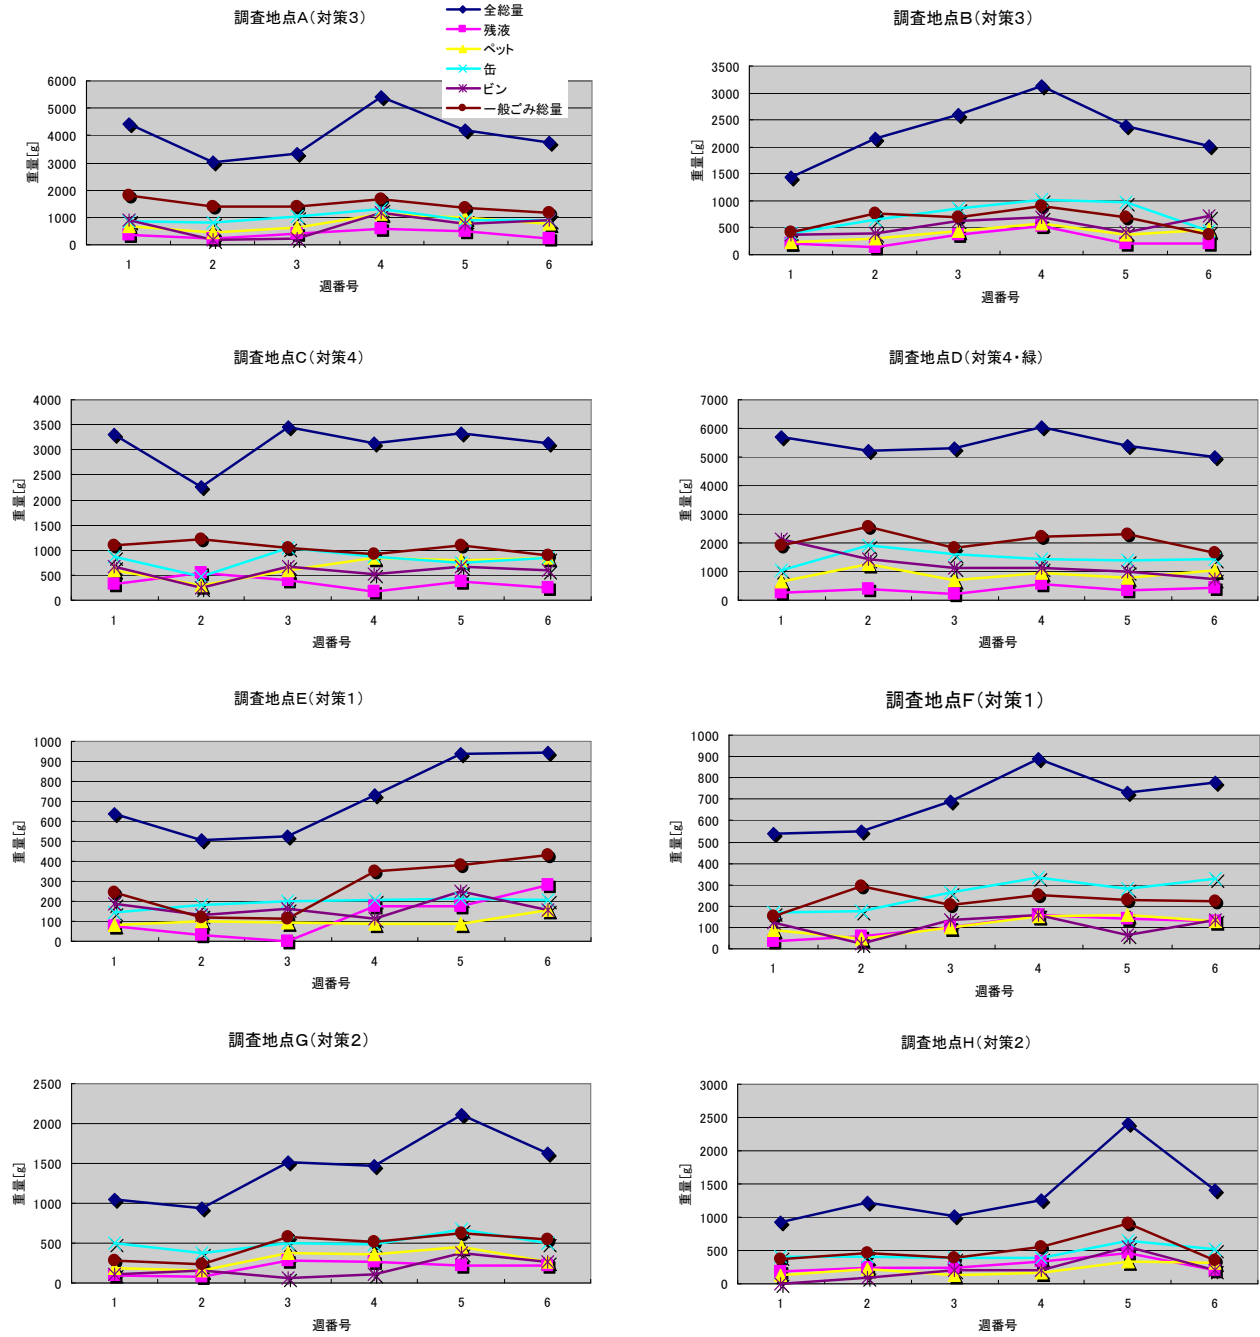 調査地点A(対策3)
全総量
残液
ペット
缶
ビン
一般ごみ総量
6000
5000
4000
3000
2000
1000
0
重量[g]
1 2 3 4 5 6
週番号
調査地点B(対策3)
3500
3000
2500
2000
1500
1000
500
0
重量[g]
1 2 3 4 5 6
週番号
調査地点C(対策4)
4000
3500
3000
2500
2000
1500
1000
500
0
重量[g]
1 2 3 4 5 6
週番号
調査地点D(対策4・緑)
7000
6000
5000
4000
3000
2000
1000
0
重量[g]
1 2 3 4 5 6
週番号
調査地点E(対策1)
1000
900
800
700
600
500
400
300
200
100
0
重量[g]
1 2 3 4 5 6
週番号
調査地点F(対策1)
1000
900
800
700
600
500
400
300
200
100
0
重量[g]
1 2 3 4 5 6
週番号
調査地点G(対策2)
2500
2000
1500
1000
500
0
重量[g]
1 2 3 4 5 6
週番号
調査地点H(対策2)
3000
2500
2000
1500
1000
500
0
重量[g]
1 2 3 4 5 6
週番号